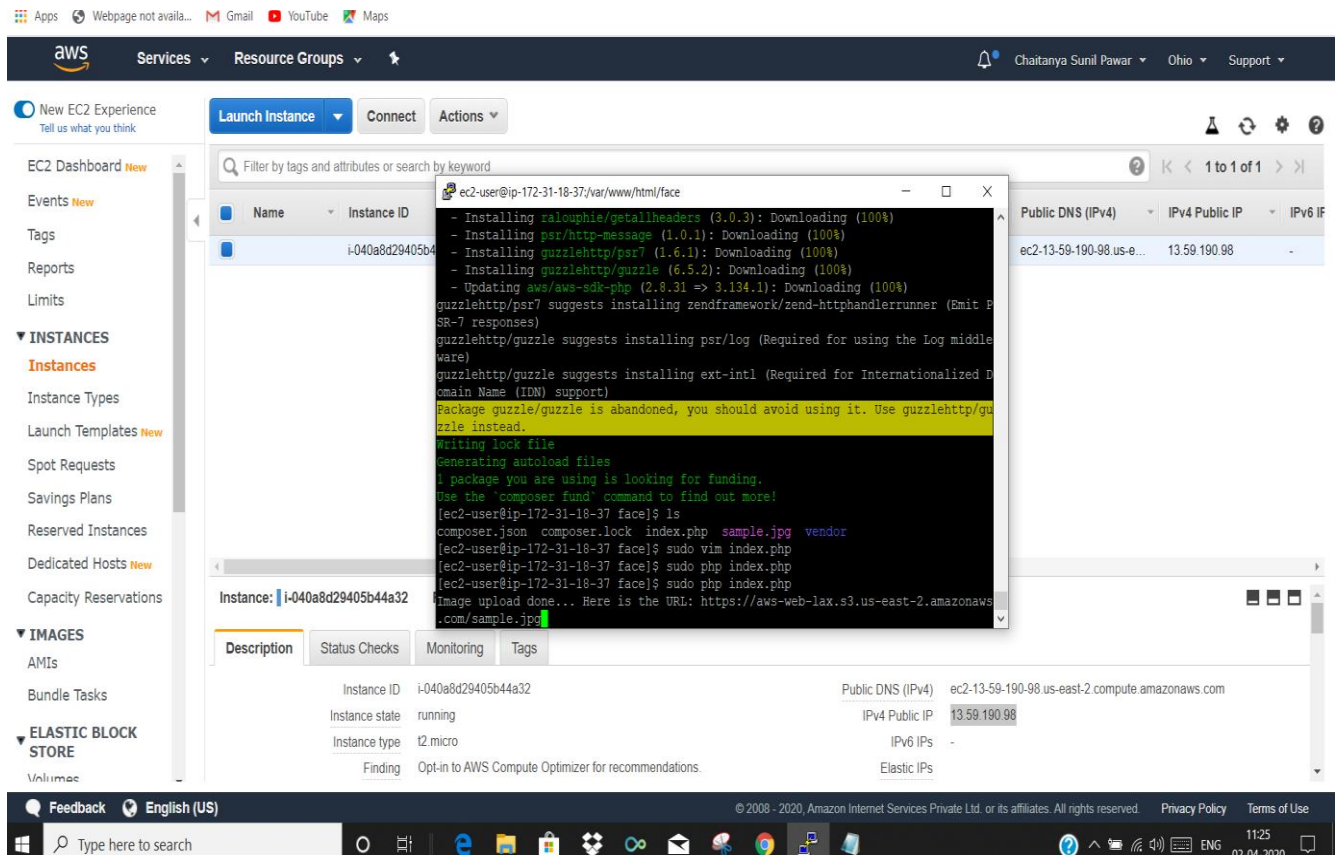 Apps Webpage not availa... Gmail YouTube Maps
aws Services Resource Groups Chaitanya Sunil Pawar Ohio Support
New EC2 Experience
Tell us what you think
Launch Instance Connect Actions
EC2 Dashboard New
Events New
Tags
Reports
Limits
INSTANCES
Instances
Instance Types
Launch Templates New
Spot Requests
Savings Plans
Reserved Instances
Dedicated Hosts New
Capacity Reservations
IMAGES
AMIs
Bundle Tasks
ELASTIC BLOCK
STORE
Volumes
Filter by tags and attributes or search by keyword 1 to 1 of 1
Name Instance ID Public DNS (IPv4) IPv4 Public IP IPv6 IF
i-040a8d29405b4 ec2-13-59-190-98.us-e... 13.59.190.98 -
ec2-user@ip-172-31-18-37:/var/www/html/face
- Installing ralouphie/getallheaders (3.0.3): Downloading (100%)
- Installing psr/http-message (1.0.1): Downloading (100%)
- Installing guzzlehttp/psr7 (1.6.1): Downloading (100%)
- Installing guzzlehttp/guzzle (6.5.2): Downloading (100%)
- Updating aws/aws-sdk-php (2.8.31 => 3.134.1): Downloading (100%)
guzzlehttp/psr7 suggests installing zendframework/zend-httphandlerrunner (Emit P
SR-7 responses)
guzzlehttp/guzzle suggests installing psr/log (Required for using the Log middle
ware)
guzzlehttp/guzzle suggests installing ext-intl (Required for Internationalized D
omain Name (IDN) support)
Package guzzle/guzzle is abandoned, you should avoid using it. Use guzzlehttp/gu
zzle instead.
Writing lock file
Generating autoload files
1 package you are using is looking for funding.
Use the `composer fund` command to find out more!
[ec2-user@ip-172-31-18-37 face]$ ls
composer.json composer.lock index.php sample.jpg vendor
[ec2-user@ip-172-31-18-37 face]$ sudo vim index.php
[ec2-user@ip-172-31-18-37 face]$ sudo php index.php
[ec2-user@ip-172-31-18-37 face]$ sudo php index.php
Image upload done... Here is the URL: https://aws-web-lax.s3.us-east-2.amazonaws
.com/sample.jpg
Instance: i-040a8d29405b44a32
Description Status Checks Monitoring Tags
Instance ID i-040a8d29405b44a32 Public DNS (IPv4) ec2-13-59-190-98.us-east-2.compute.amazonaws.com
Instance state running IPv4 Public IP 13.59.190.98
Instance type t2.micro IPv6 IPs -
Finding Opt-in to AWS Compute Optimizer for recommendations. Elastic IPs
Feedback English (US) © 2008 - 2020, Amazon Internet Services Private Ltd. or its affiliates. All rights reserved. Privacy Policy Terms of Use
Type here to search ENG 11:25
02-04-2020